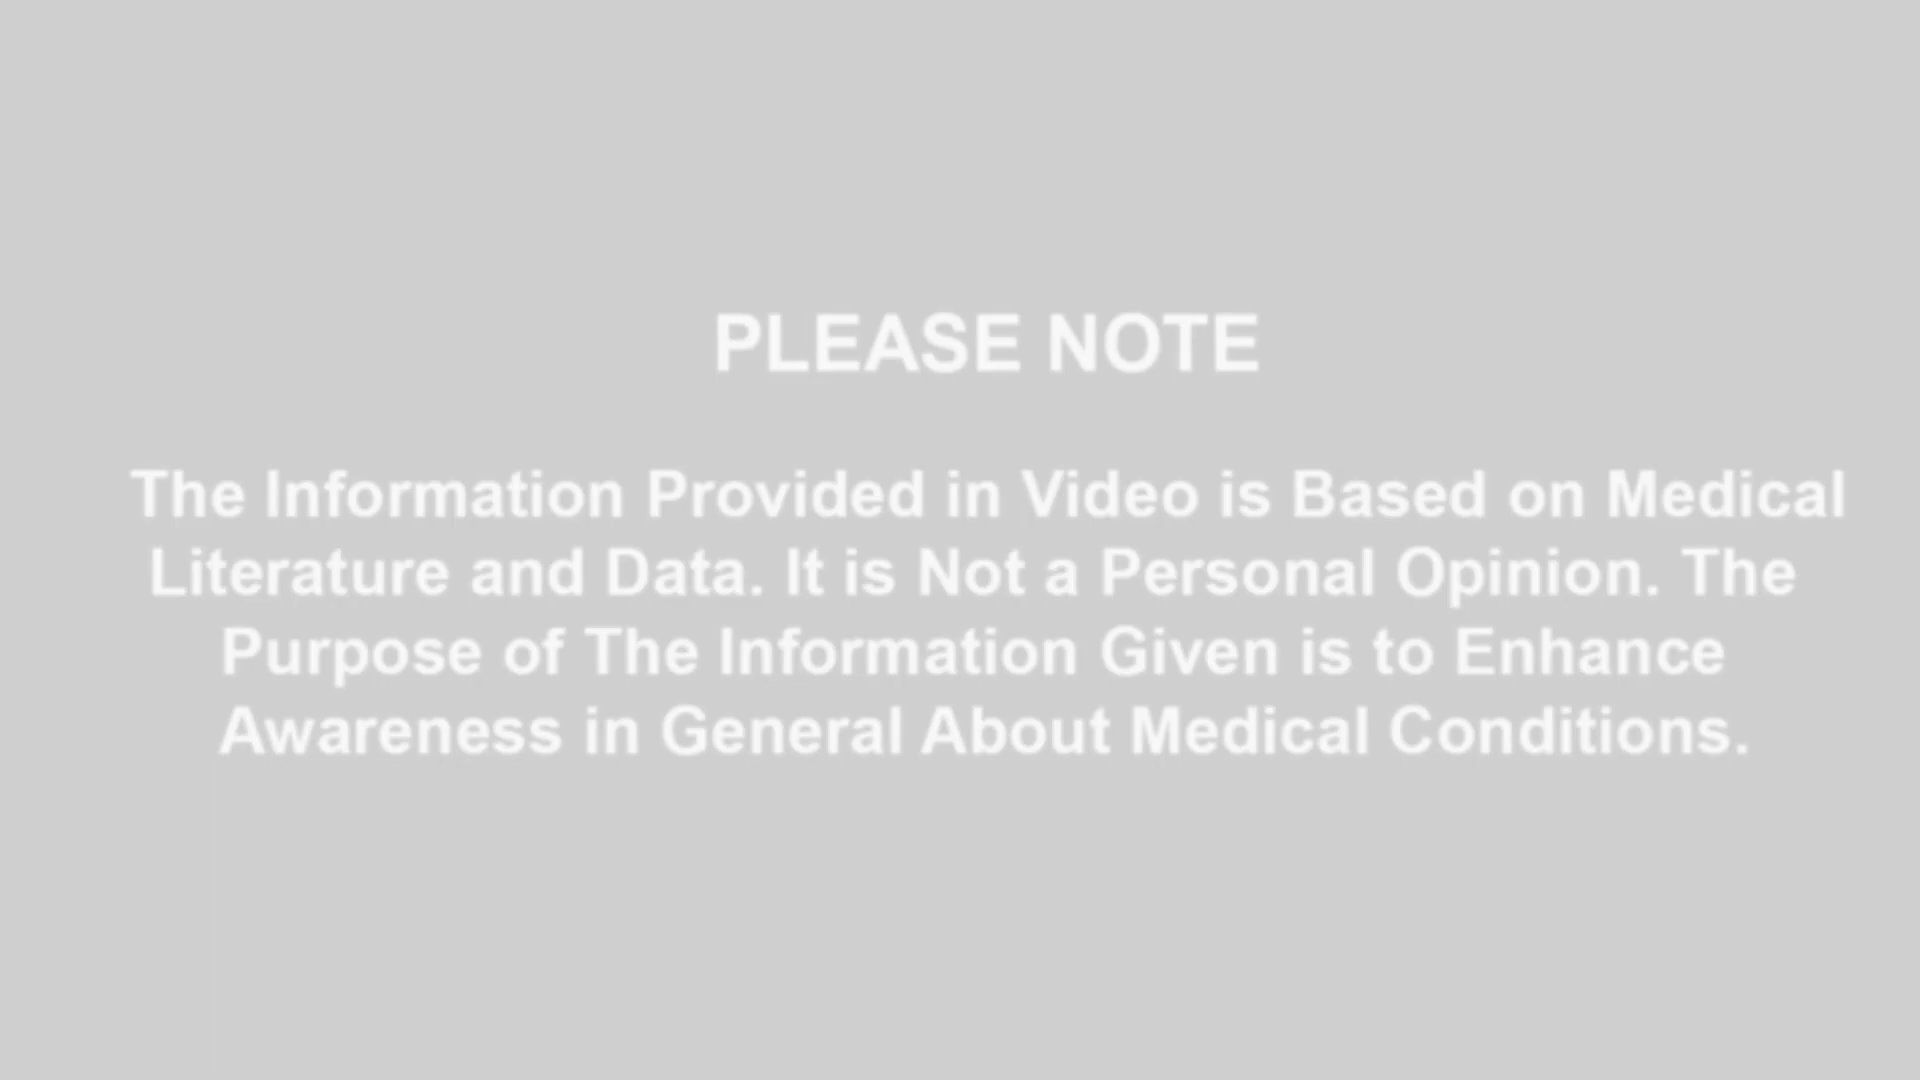 PLEASE NOTE
The Information Provided in Video is Based on Medical
Literature and Data. It is Not a Personal Opinion. The
Purpose of The Information Given is to Enhance
Awareness in General About Medical Conditions.